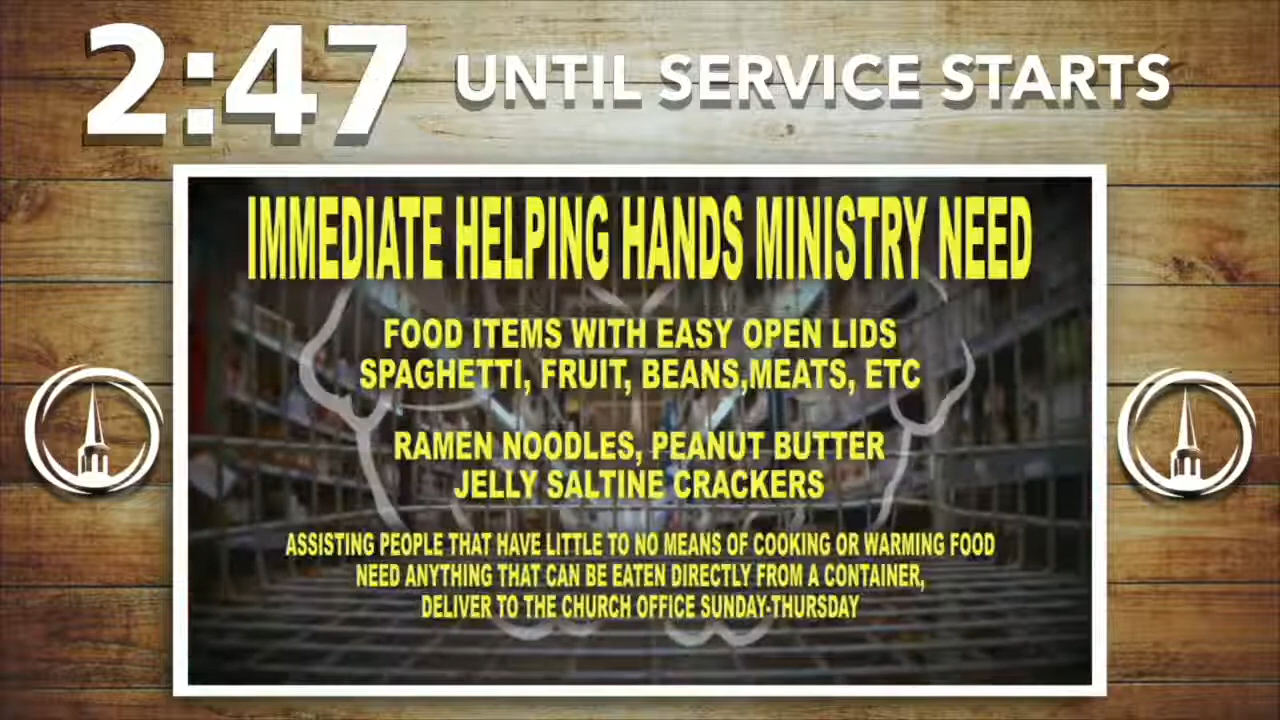 2:47 UNTIL SERVICE STARTS
IMMEDIATE HELPING HANDS MINISTRY NEED
FOOD ITEMS WITH EASY OPEN LIDS
SPAGHETTI, FRUIT, BEANS,MEATS, ETC
RAMEN NOODLES, PEANUT BUTTER
JELLY SALTINE CRACKERS
ASSISTING PEOPLE THAT HAVE LITTLE TO NO MEANS OF COOKING OR WARMING FOOD
NEED ANYTHING THAT CAN BE EATEN DIRECTLY FROM A CONTAINER,
DELIVER TO THE CHURCH OFFICE SUNDAY-THURSDAY